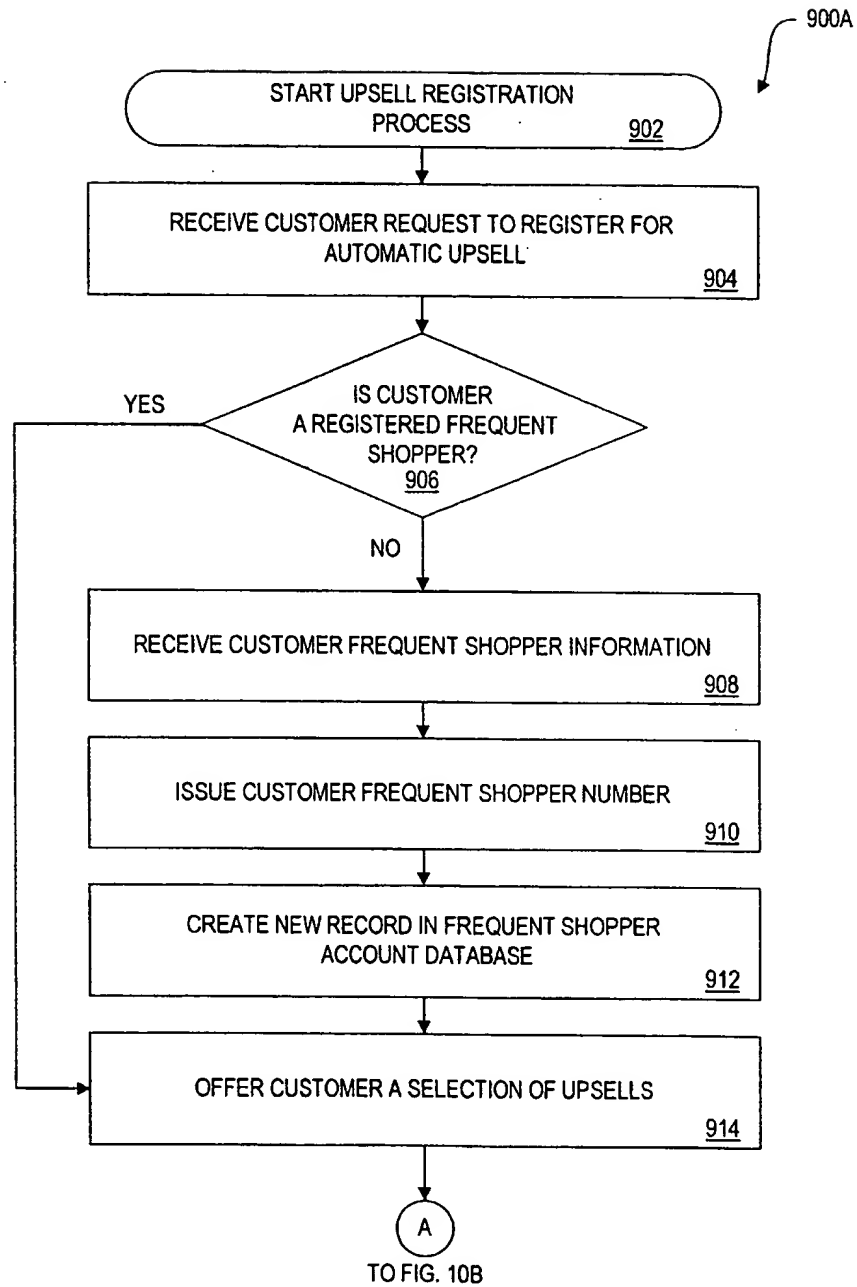 900A
START UPSELL REGISTRATION
PROCESS
902
RECEIVE CUSTOMER REQUEST TO REGISTER FOR
AUTOMATIC UPSELL
904
YES
IS CUSTOMER
A REGISTERED FREQUENT
SHOPPER?
906
NO
RECEIVE CUSTOMER FREQUENT SHOPPER INFORMATION
908
ISSUE CUSTOMER FREQUENT SHOPPER NUMBER
910
CREATE NEW RECORD IN FREQUENT SHOPPER
ACCOUNT DATABASE
912
OFFER CUSTOMER A SELECTION OF UPSELLS
914
A
TO FIG. 10B